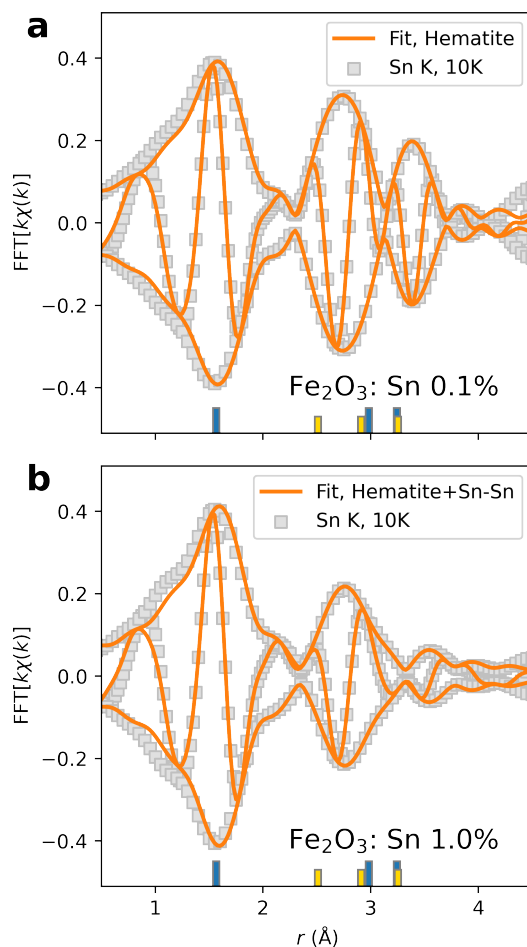 a
Fit, Hematite
Sn K, 10K
0.4
0.2
0.0
−0.2
−0.4
FFT[kχ(k)]
Fe₂O₃: Sn 0.1%
b
Fit, Hematite+Sn-Sn
Sn K, 10K
0.4
0.2
0.0
−0.2
−0.4
FFT[kχ(k)]
Fe₂O₃: Sn 1.0%
1 2 3 4
r (Å)